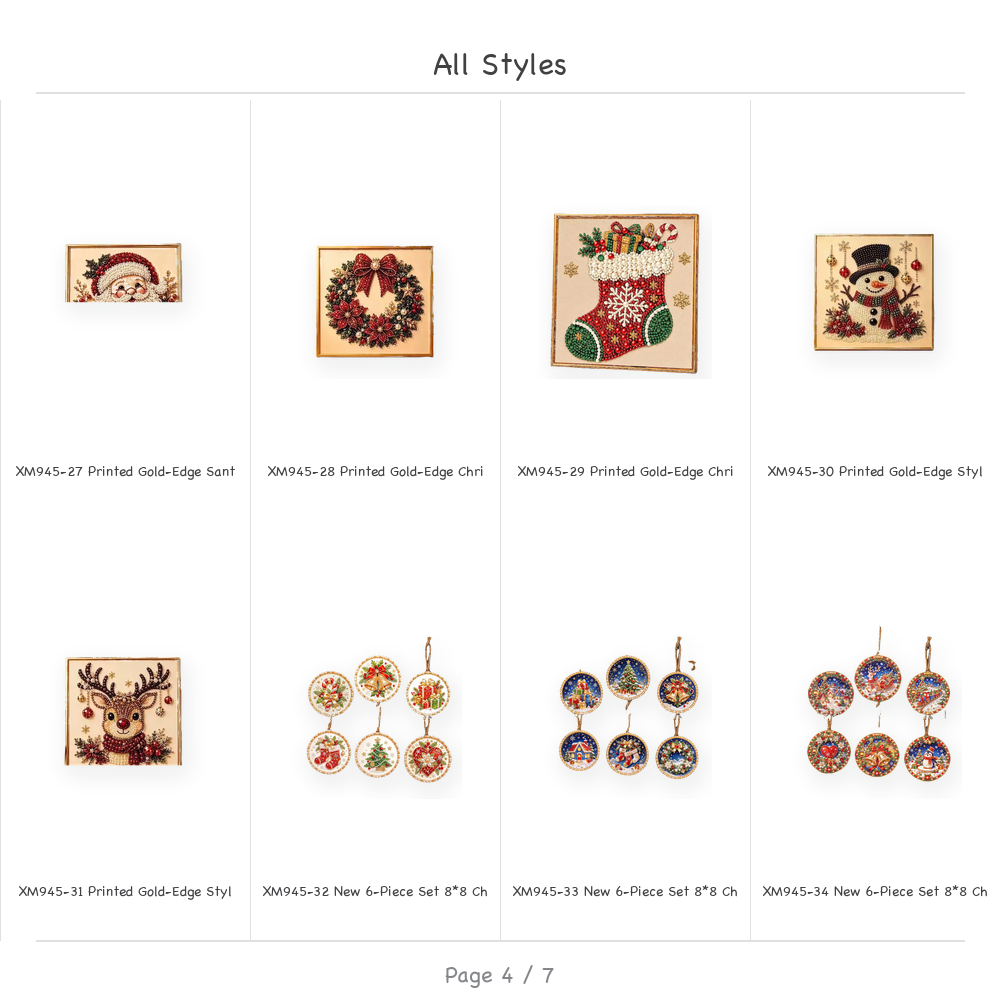 All Styles
XM945-27 Printed Gold-Edge Sant
XM945-28 Printed Gold-Edge Chri
XM945-29 Printed Gold-Edge Chri
XM945-30 Printed Gold-Edge Styl
XM945-31 Printed Gold-Edge Styl
XM945-32 New 6-Piece Set 8*8 Ch
XM945-33 New 6-Piece Set 8*8 Ch
XM945-34 New 6-Piece Set 8*8 Ch
Page 4 / 7